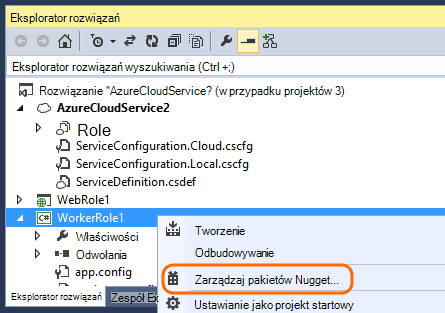 Eksplorator rozwiązań
Eksplorator rozwiązań wyszukiwania (Ctrl +;)
Rozwiązanie "AzureCloudService? (w przypadku projektów 3)
AzureCloudService2
Role
ServiceConfiguration.Cloud.cscfg
ServiceConfiguration.Local.cscfg
ServiceDefinition.csdef
WebRole1
C# WorkerRole1
Właściwości
Odwołania
app.config
Tworzenie
Odbudowywanie
Zarządzaj pakietów Nugget...
Ustawianie jako projekt startowy
Eksplorator rozwiązań
Zespół Ex